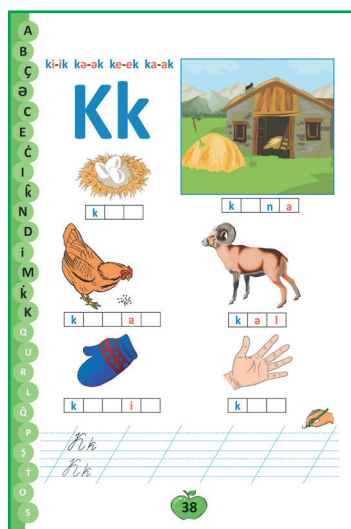 A
B
Ç
Ə
C
E
Ċ
I
k̂
N
D
i
M
k̇
K
Q
U
R
L
Q̇
P
Ş
Ṫ
O
S
ki-ik kə-ək ke-ek ka-ak
Kk
k
k n a
k a
k ə l
k i
k
Kk
Kk
38